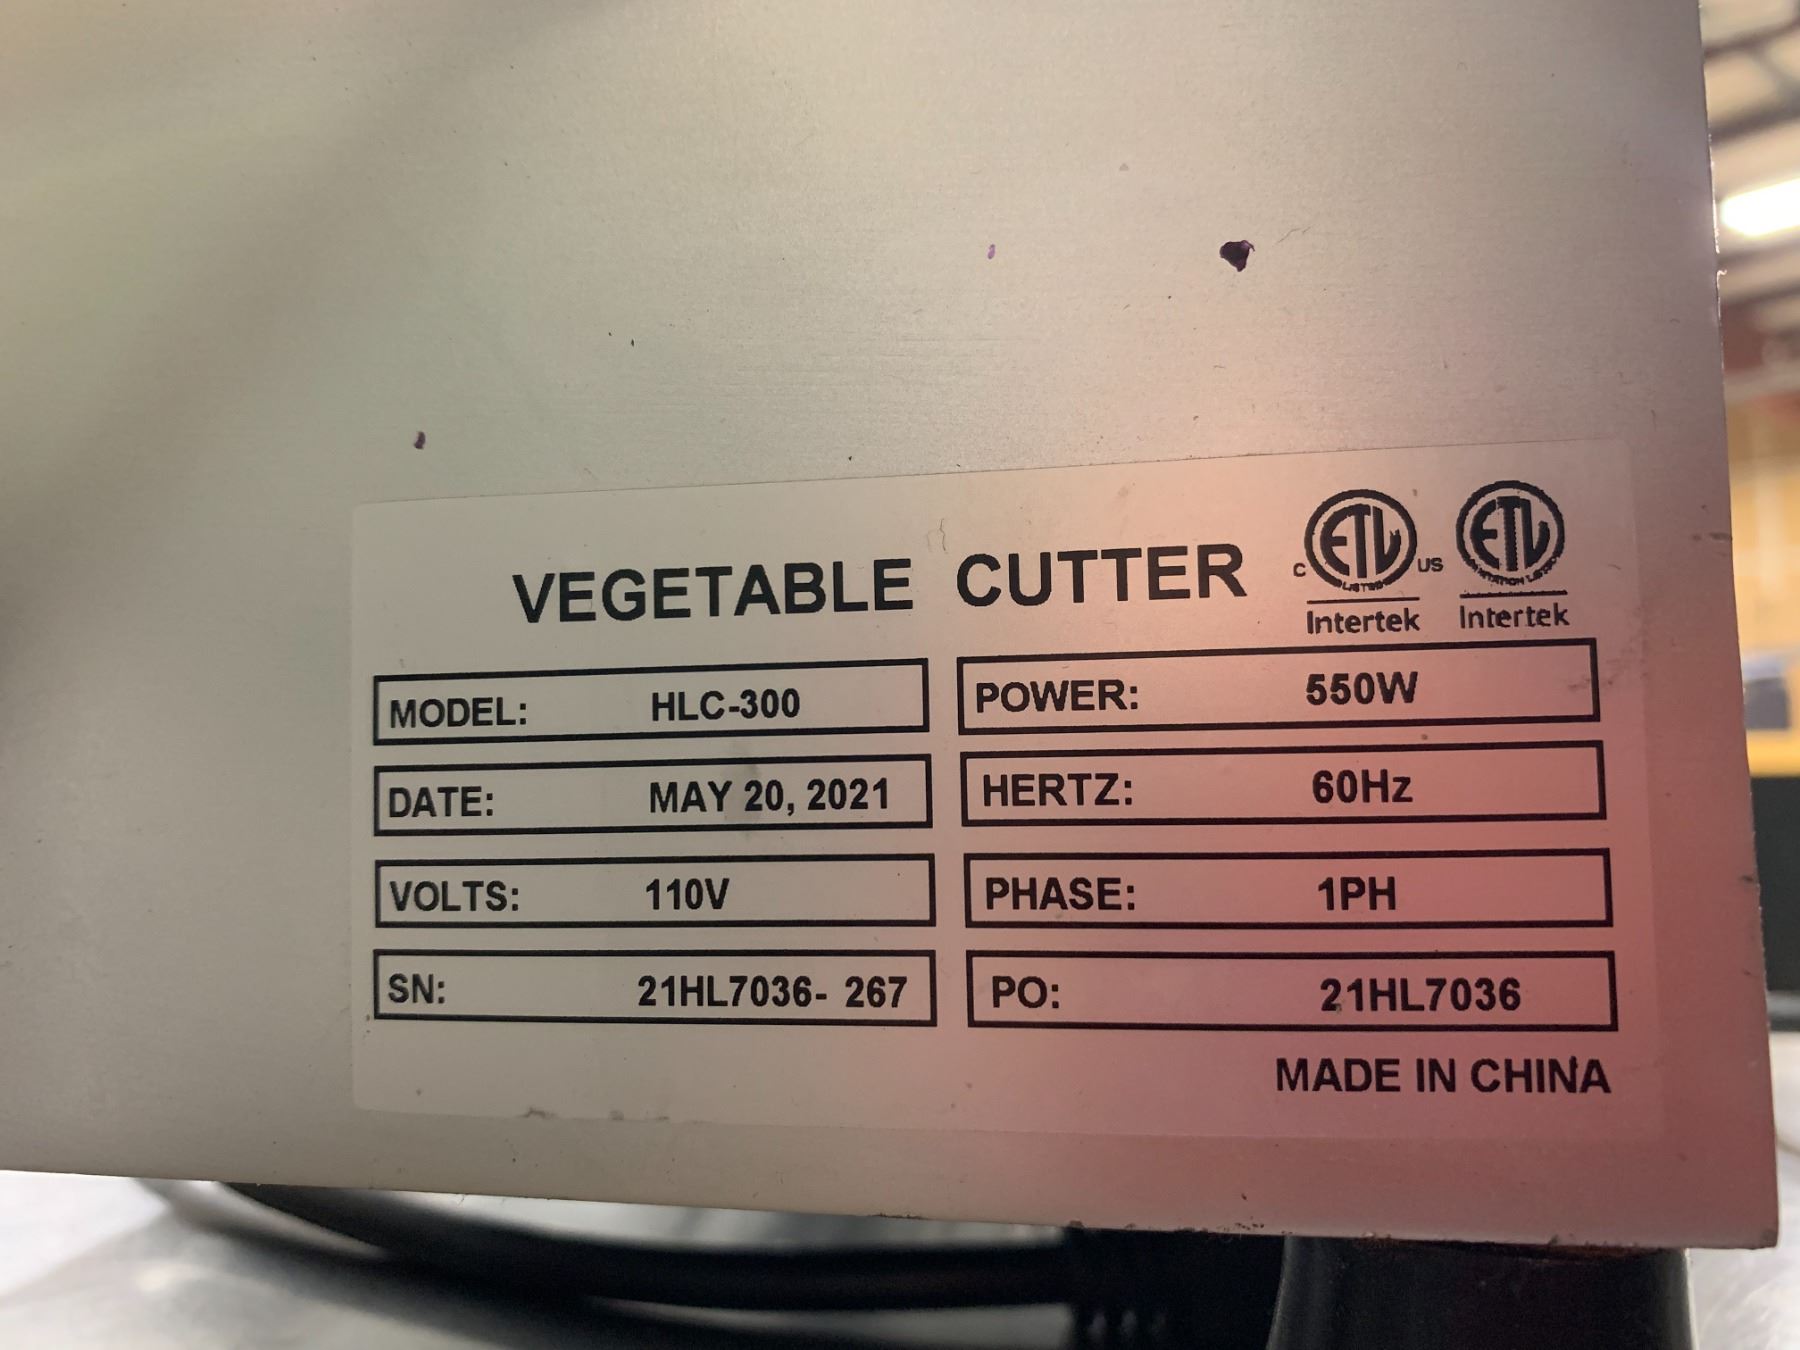 VEGETABLE CUTTER
C ETL US ETL
LISTED
Intertek Intertek
MODEL: HLC-300
POWER: 550W
DATE: MAY 20, 2021
HERTZ: 60Hz
VOLTS: 110V
PHASE: 1PH
SN: 21HL7036- 267
PO: 21HL7036
MADE IN CHINA